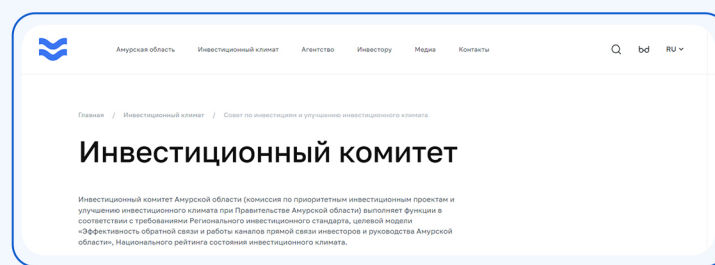 Амурская область Инвестиционный климат Агентство Инвестору Медиа Контакты RU
Главная / Инвестиционный климат / Совет по инвестициям и улучшению инвестиционного климата
Инвестиционный комитет
Инвестиционный комитет Амурской области (комиссия по приоритетным инвестиционным проектам и
улучшению инвестиционного климата при Правительстве Амурской области) выполняет функции в
соответствии с требованиями Регионального инвестиционного стандарта, целевой модели
«Эффективность обратной связи и работы каналов прямой связи инвесторов и руководства Амурской
области», Национального рейтинга состояния инвестиционного климата.